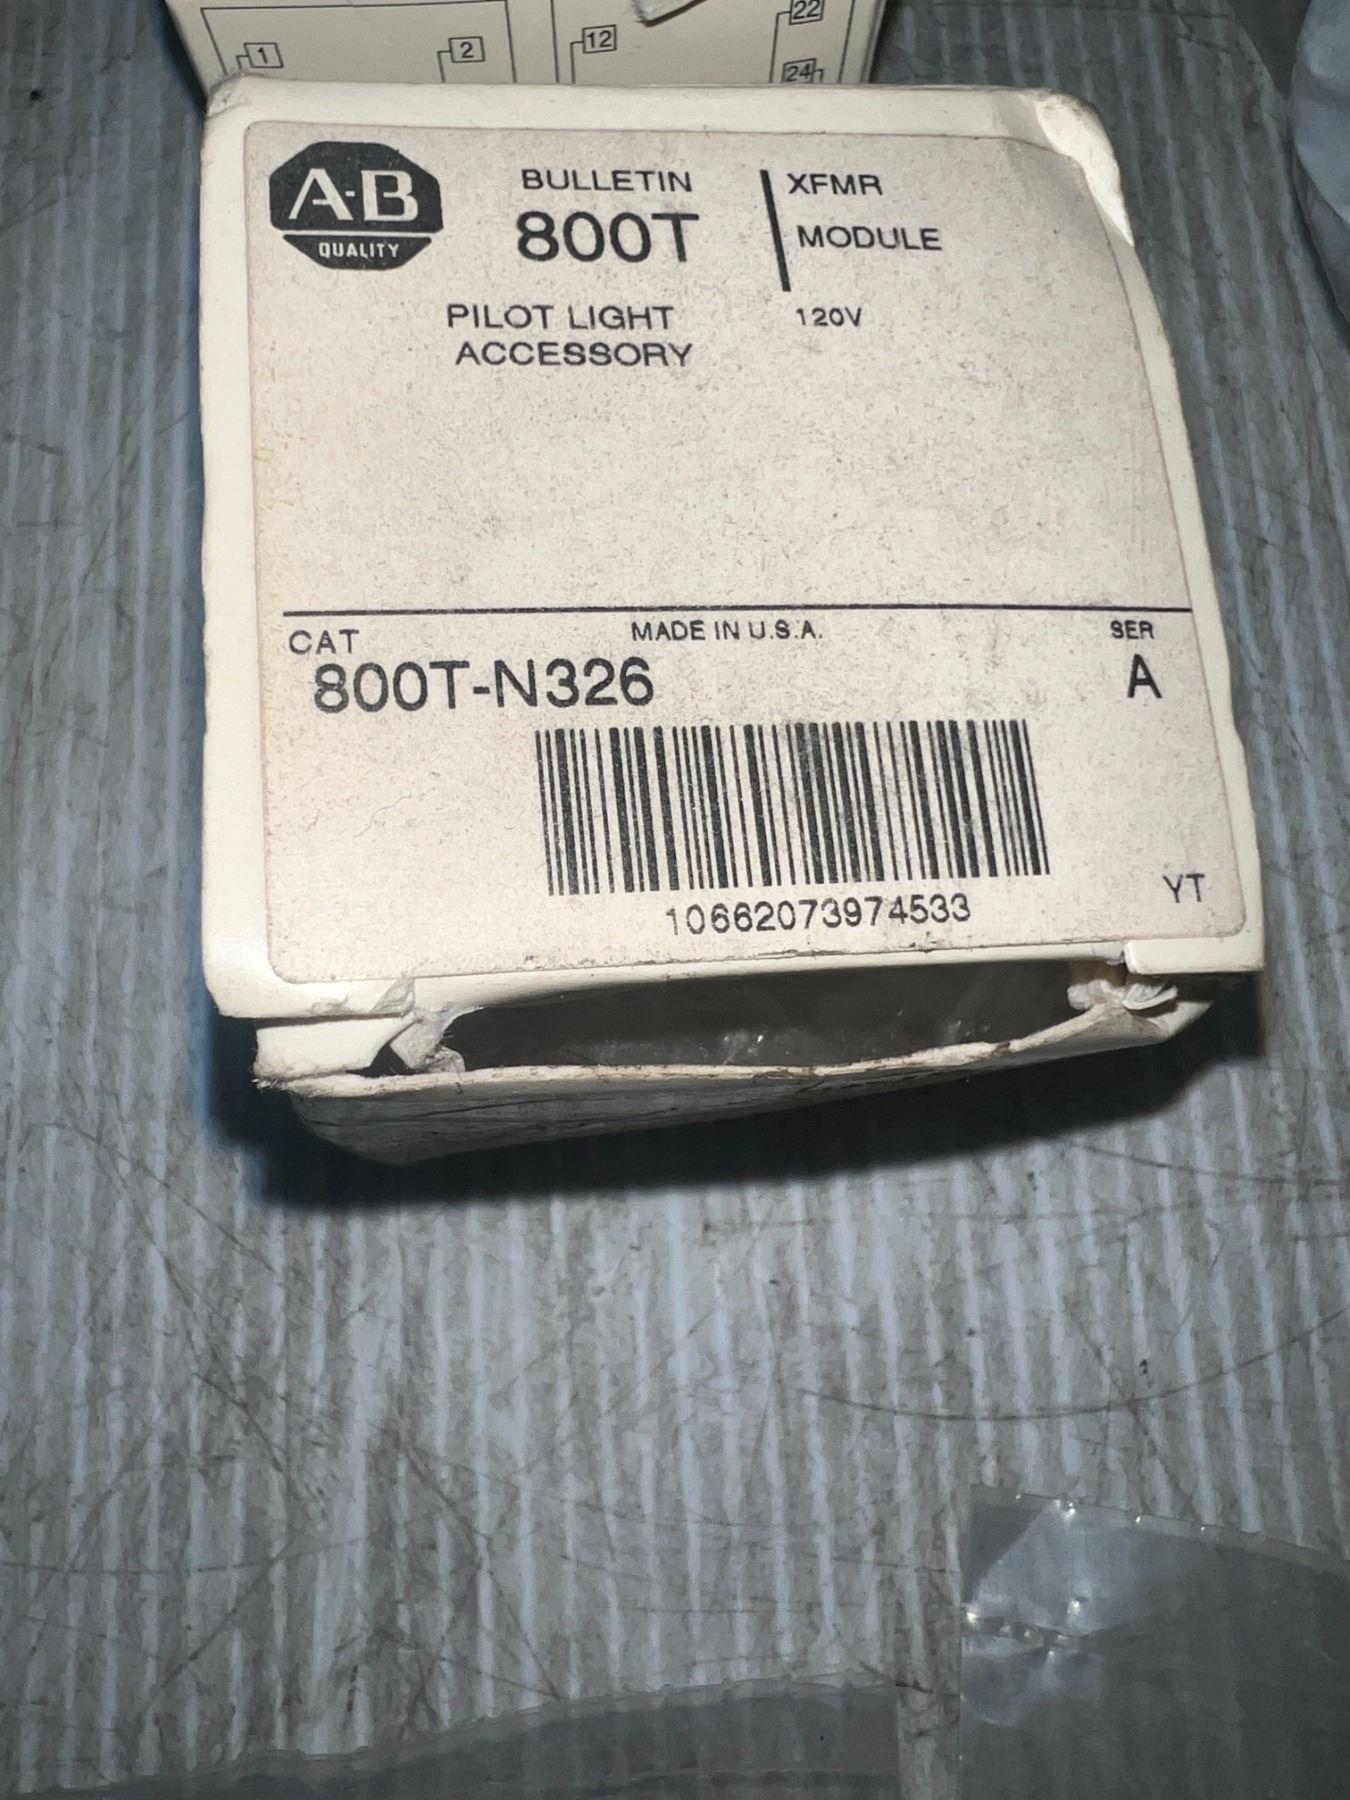 1
2
12
22
24
A-B
QUALITY
BULLETIN
800T
XFMR
MODULE
PILOT LIGHT
ACCESSORY
120V
CAT
MADE IN U.S.A.
SER
800T-N326
A
10662073974533
YT